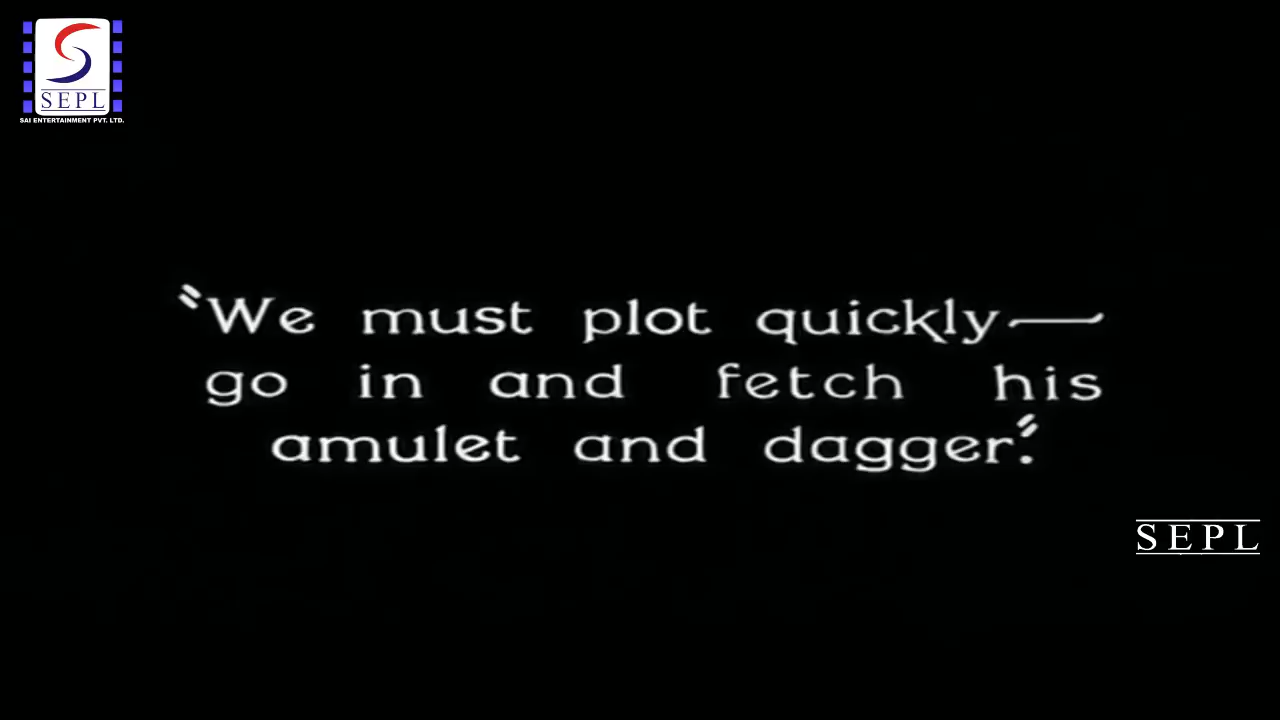 SEPL
SAI ENTERTAINMENT PVT. LTD.
"We must plot quickly—
go in and fetch his
amulet and dagger."
SEPL